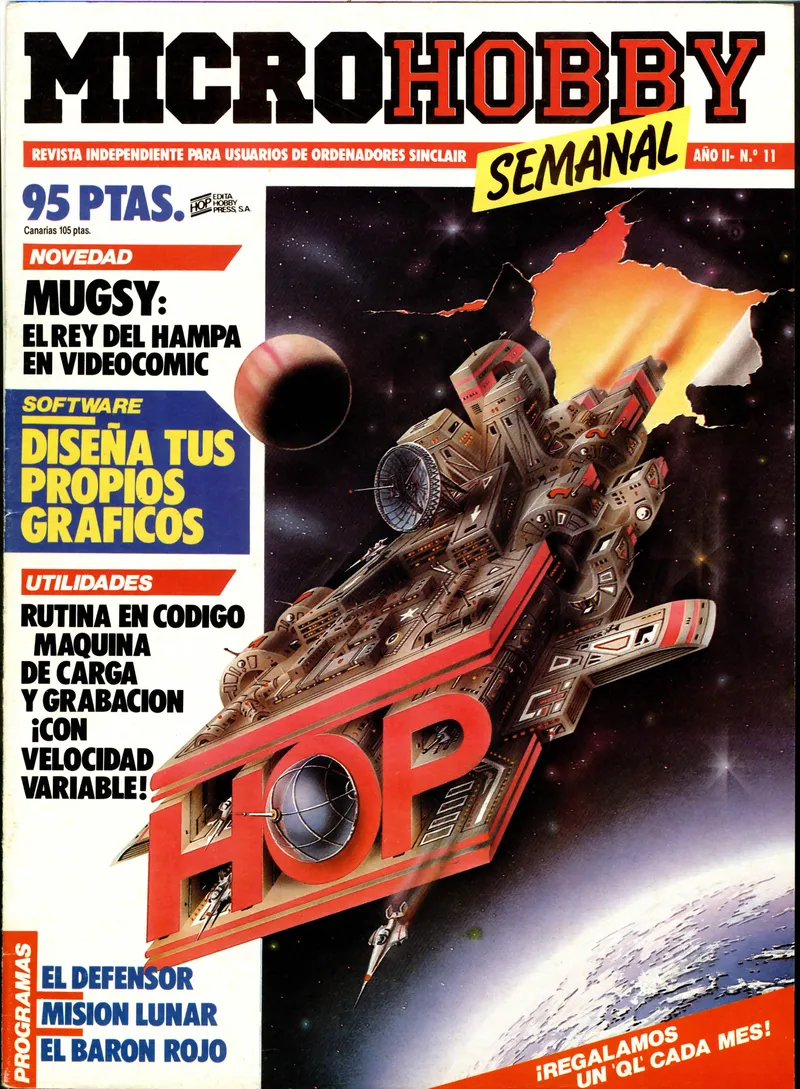 MICROHOBBY
SEMANAL
REVISTA INDEPENDIENTE PARA USUARIOS DE ORDENADORES SINCLAIR
AÑO II- N.º 11
95 PTAS.
HOP
EDITA
HOBBY
PRESS, S.A.
Canarias 105 ptas.
NOVEDAD
MUGSY:
EL REY DEL HAMPA
EN VIDEOCOMIC
SOFTWARE
DISEÑA TUS
PROPIOS
GRAFICOS
UTILIDADES
RUTINA EN CODIGO
MAQUINA
DE CARGA
Y GRABACION
¡CON
VELOCIDAD
VARIABLE!
HOP
PROGRAMAS
EL DEFENSOR
MISION LUNAR
EL BARON ROJO
¡REGALAMOS
UN 'QL' CADA MES!